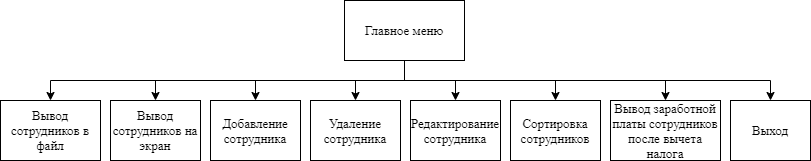 Главное меню
Вывод
сотрудников в
файл
Вывод
сотрудников на
экран
Добавление
сотрудника
Удаление
сотрудника
Редактирование
сотрудника
Сортировка
сотрудников
Вывод заработной
платы сотрудников
после вычета
налога
Выход